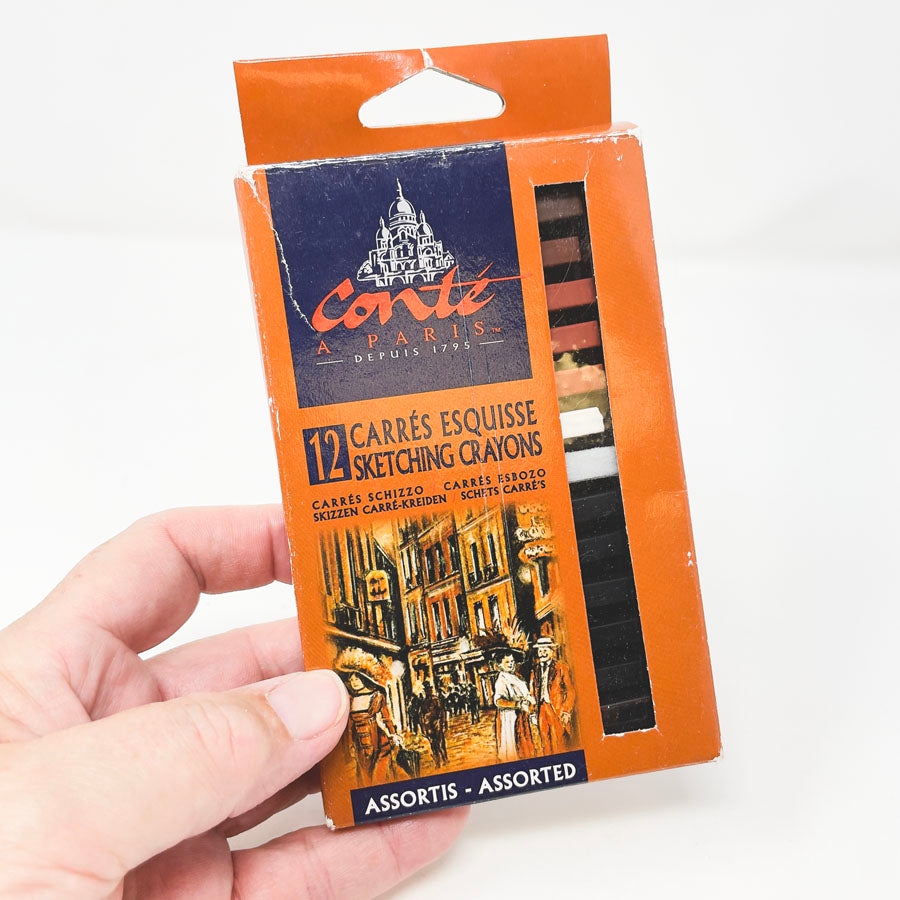 Conté
A PARIS™
DEPUIS 1795
12 CARRÉS ESQUISSE
SKETCHING CRAYONS
CARRÉS SCHIZZO CARRÉS ESBOZO
SKIZZEN CARRÉ-KREIDEN SCHETS CARRÉ'S
ASSORTIS - ASSORTED